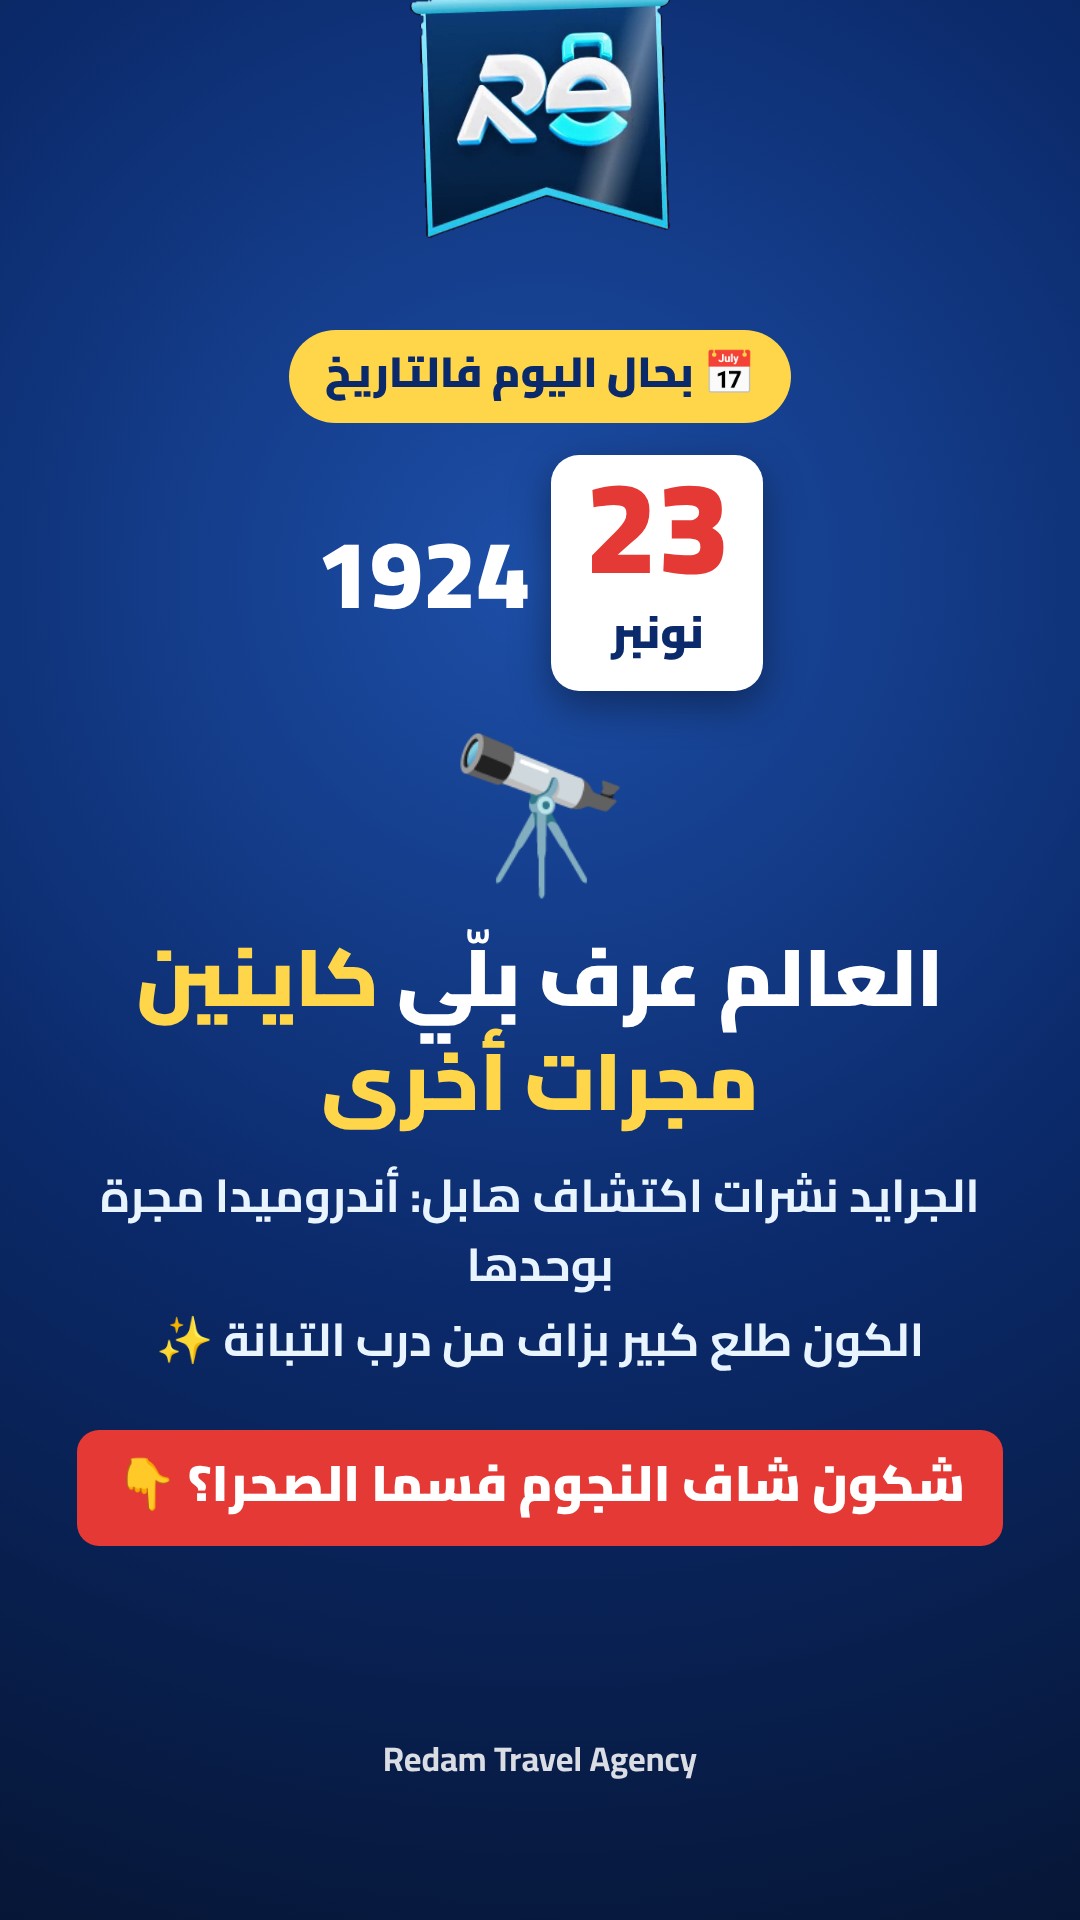 Re
📅 بحال اليوم فالتاريخ
23
نونبر
1924
العالم عرف بلّي كاينين
مجرات أخرى
الجرايد نشرات اكتشاف هابل: أندروميدا مجرة
بوحدها
الكون طلع كبير بزاف من درب التبانة ✨
شكون شاف النجوم فسما الصحرا؟ 👇
Redam Travel Agency